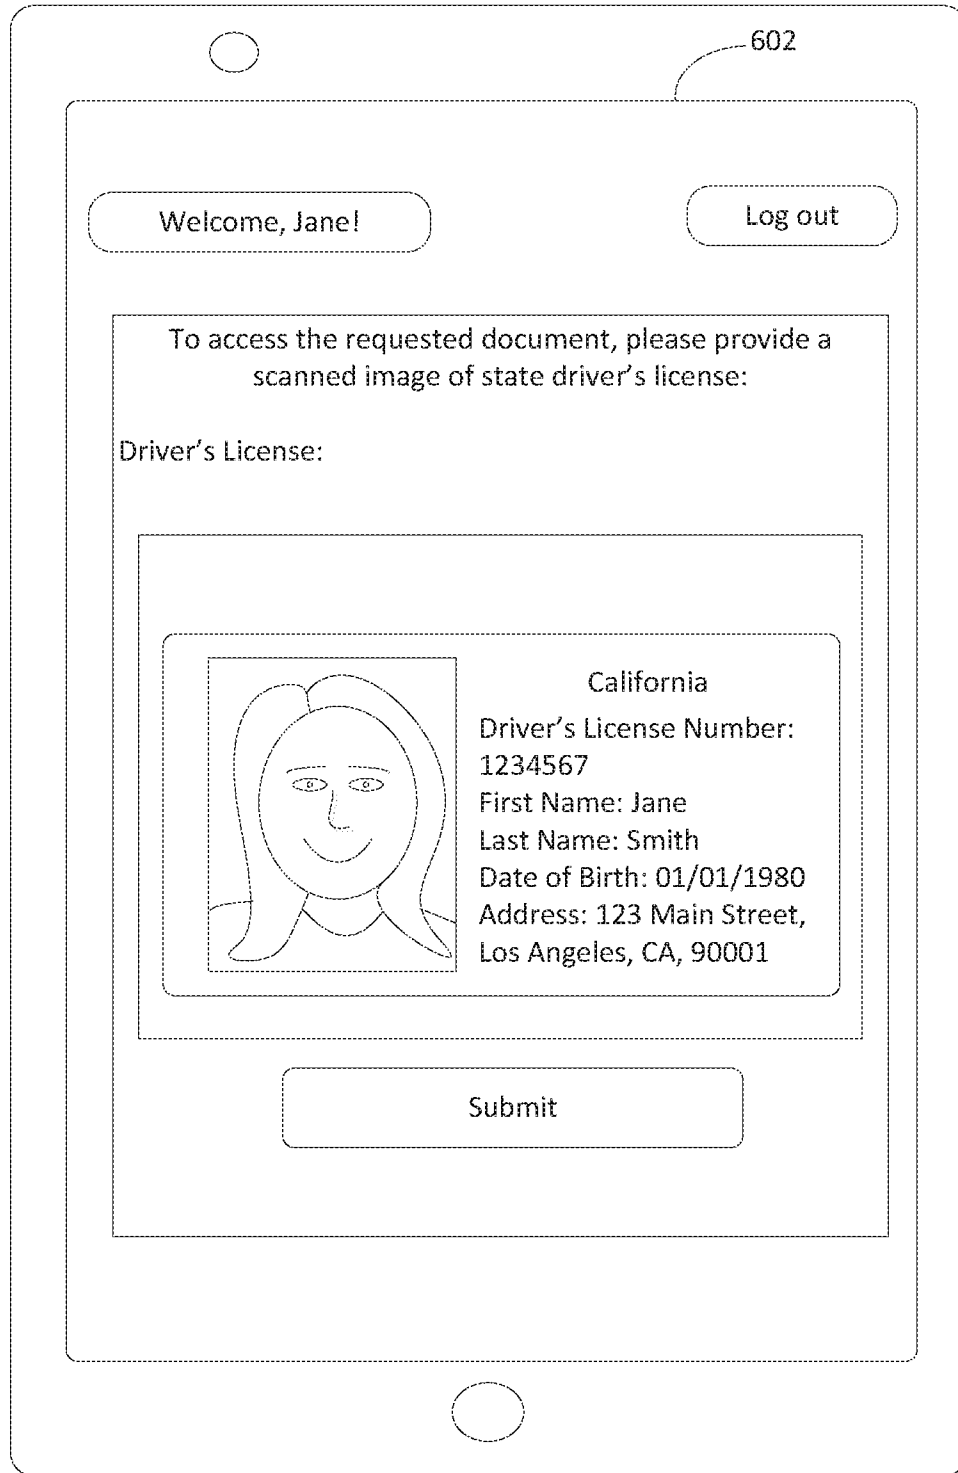 602
Welcome, Jane!
Log out
To access the requested document, please provide a
scanned image of state driver's license:
Driver's License:
California
Driver's License Number:
1234567
First Name: Jane
Last Name: Smith
Date of Birth: 01/01/1980
Address: 123 Main Street,
Los Angeles, CA, 90001
Submit